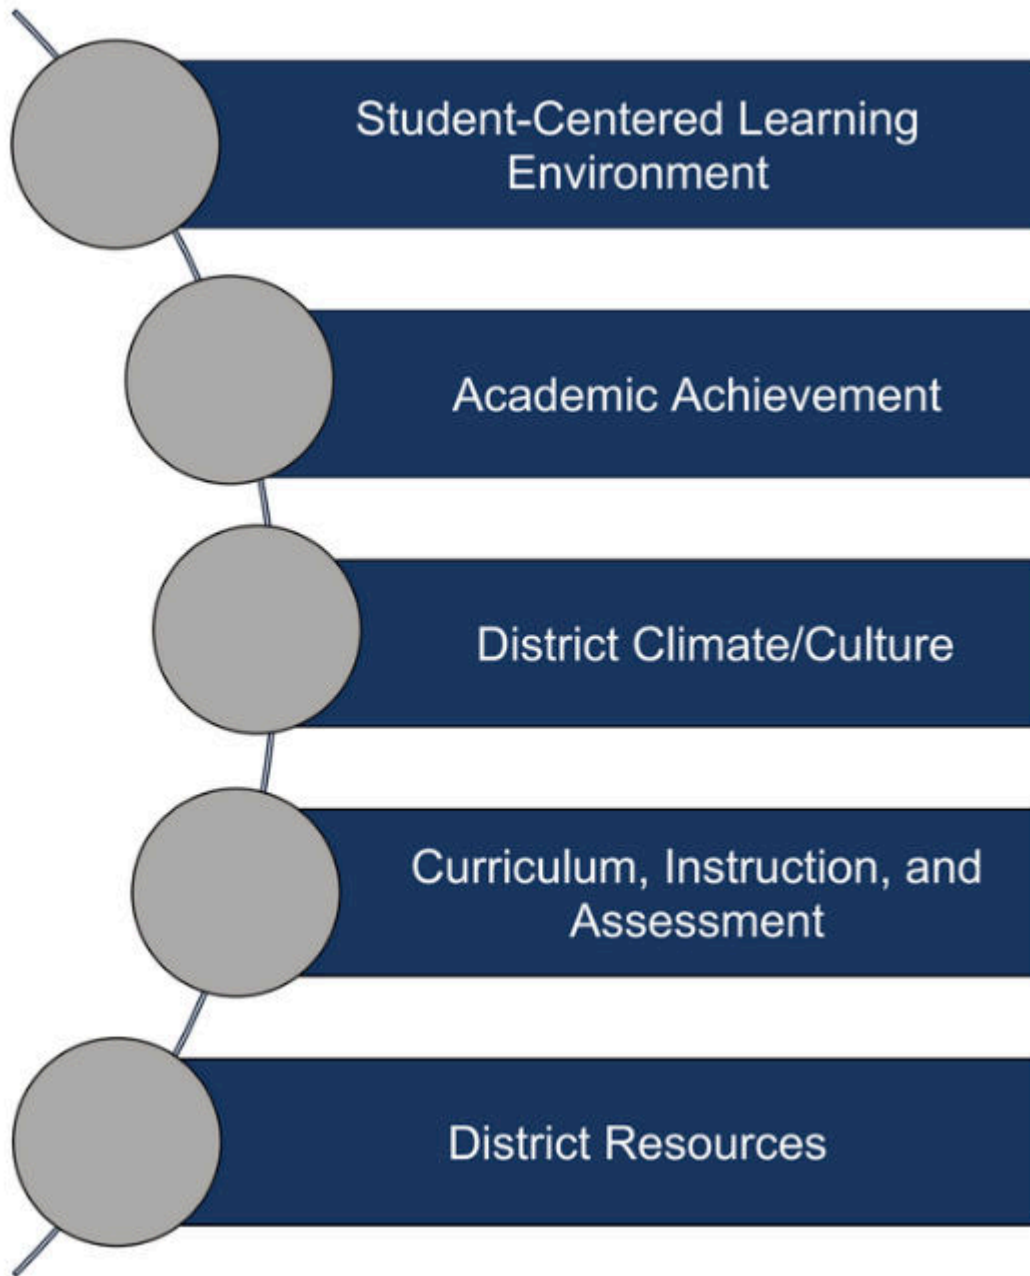 Student-Centered Learning
Environment
Academic Achievement
District Climate/Culture
Curriculum, Instruction, and
Assessment
District Resources